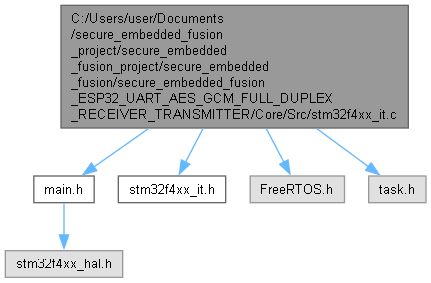 C:/Users/user/Documents
/secure_embedded_fusion
_project/secure_embedded
_fusion_project/secure_embedded
_fusion/secure_embedded_fusion
_ESP32_UART_AES_GCM_FULL_DUPLEX
_RECEIVER_TRANSMITTER/Core/Src/stm32f4xx_it.c
main.h
stm32f4xx_it.h
FreeRTOS.h
task.h
stm32f4xx_hal.h